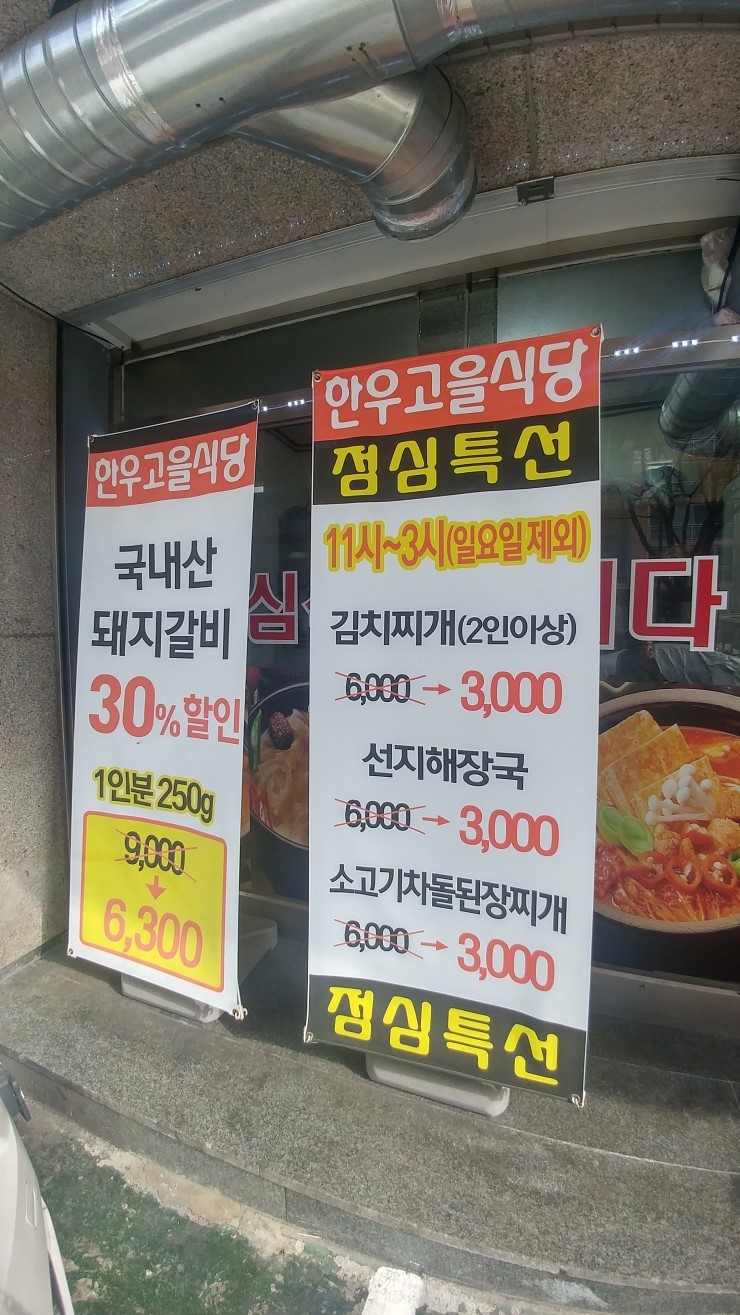 한우고을식당
국내산
돼지갈비
30% 할인
1인분 250g
9,000
6,300
한우고을식당
점심특선
11시~3시(일요일 제외)
김치찌개(2인이상)
6,000 → 3,000
선지해장국
6,000 → 3,000
소고기차돌된장찌개
6,000 → 3,000
점심특선
심
다